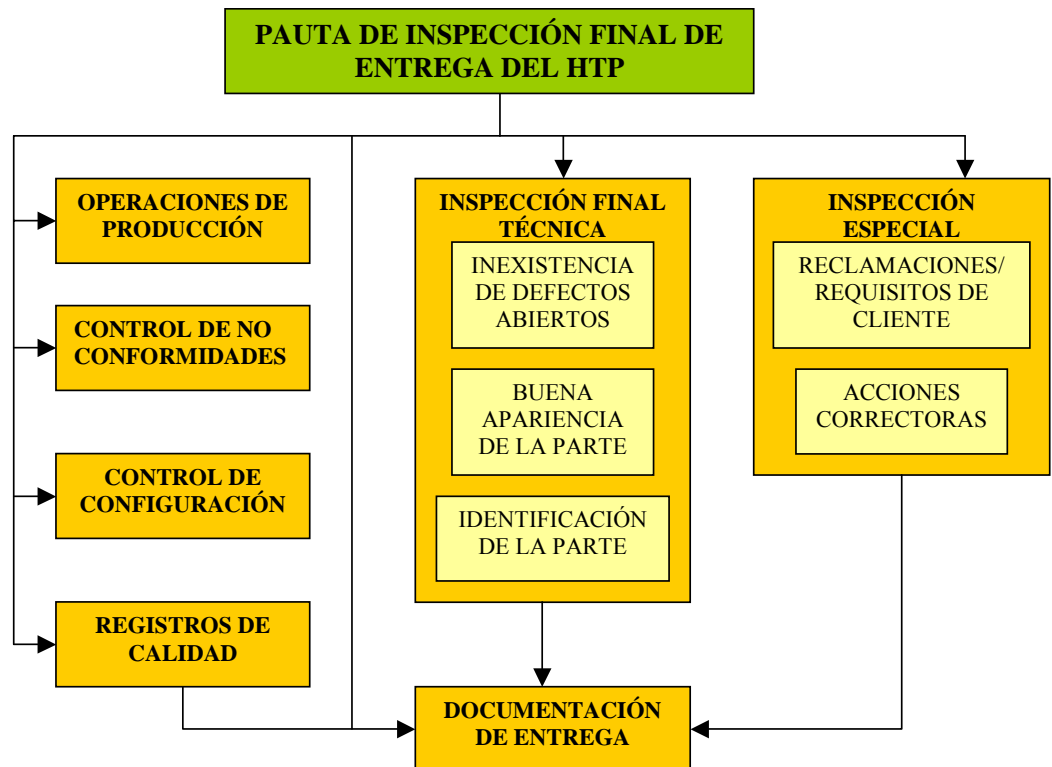 PAUTA DE INSPECCIÓN FINAL DE
ENTREGA DEL HTP
OPERACIONES DE
PRODUCCIÓN
CONTROL DE NO
CONFORMIDADES
CONTROL DE
CONFIGURACIÓN
REGISTROS DE
CALIDAD
INSPECCIÓN FINAL
TÉCNICA
INEXISTENCIA
DE DEFECTOS
ABIERTOS
BUENA
APARIENCIA
DE LA PARTE
IDENTIFICACIÓN
DE LA PARTE
INSPECCIÓN
ESPECIAL
RECLAMACIONES/
REQUISITOS DE
CLIENTE
ACCIONES
CORRECTORAS
DOCUMENTACIÓN
DE ENTREGA